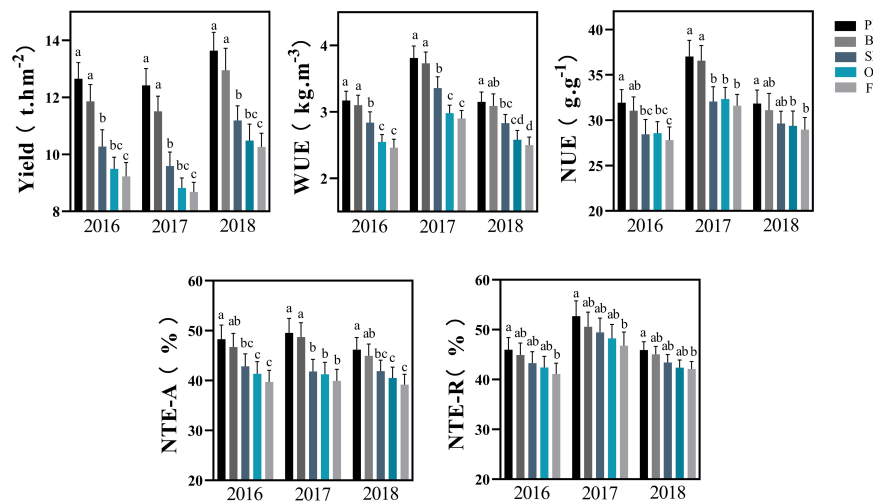 Yield ( t.hm-2)
14
12
10
8
a a b bc c
a a b bc c
a a b bc c
2016 2017 2018
WUE ( kg.m-3)
4
3
2
a a b c c
a a b c c
a a b cd d
2016 2017 2018
NUE ( g.g-1)
40
35
30
25
20
a ab bc bc c
a a b b b
a ab ab b b
2016 2017 2018
P
B
S
O
F
NTE-A ( %)
60
50
40
30
20
a ab bc c c
a a b b b
a ab bc bc c
2016 2017 2018
NTE-R ( %)
60
50
40
30
20
a ab ab ab b
a ab ab ab b
a ab ab ab b
2016 2017 2018